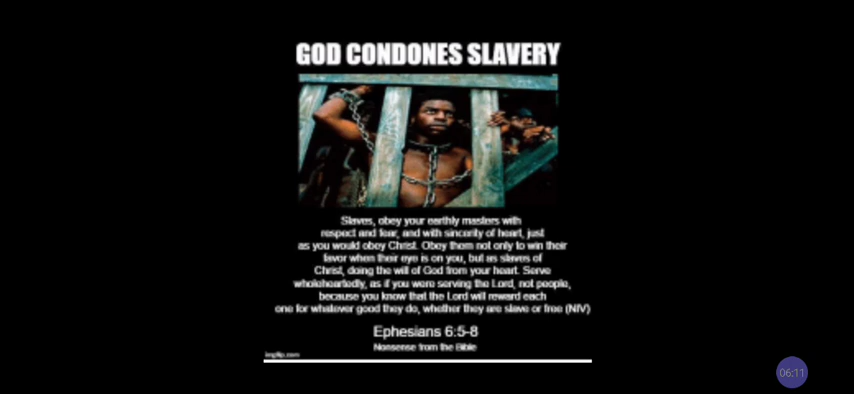 GOD CONDONES SLAVERY
Slaves, obey your earthly masters with
respect and fear, and with sincerity of heart, just
as you would obey Christ. Obey them not only to win their
favor when their eye is on you, but as slaves of
Christ, doing the will of God from your heart. Serve
wholeheartedly, as if you were serving the Lord, not people,
because you know that the Lord will reward each
one for whatever good they do, whether they are slave or free (NIV)
Ephesians 6:5-8
Nonsense from the Bible
imgflip.com
06:11